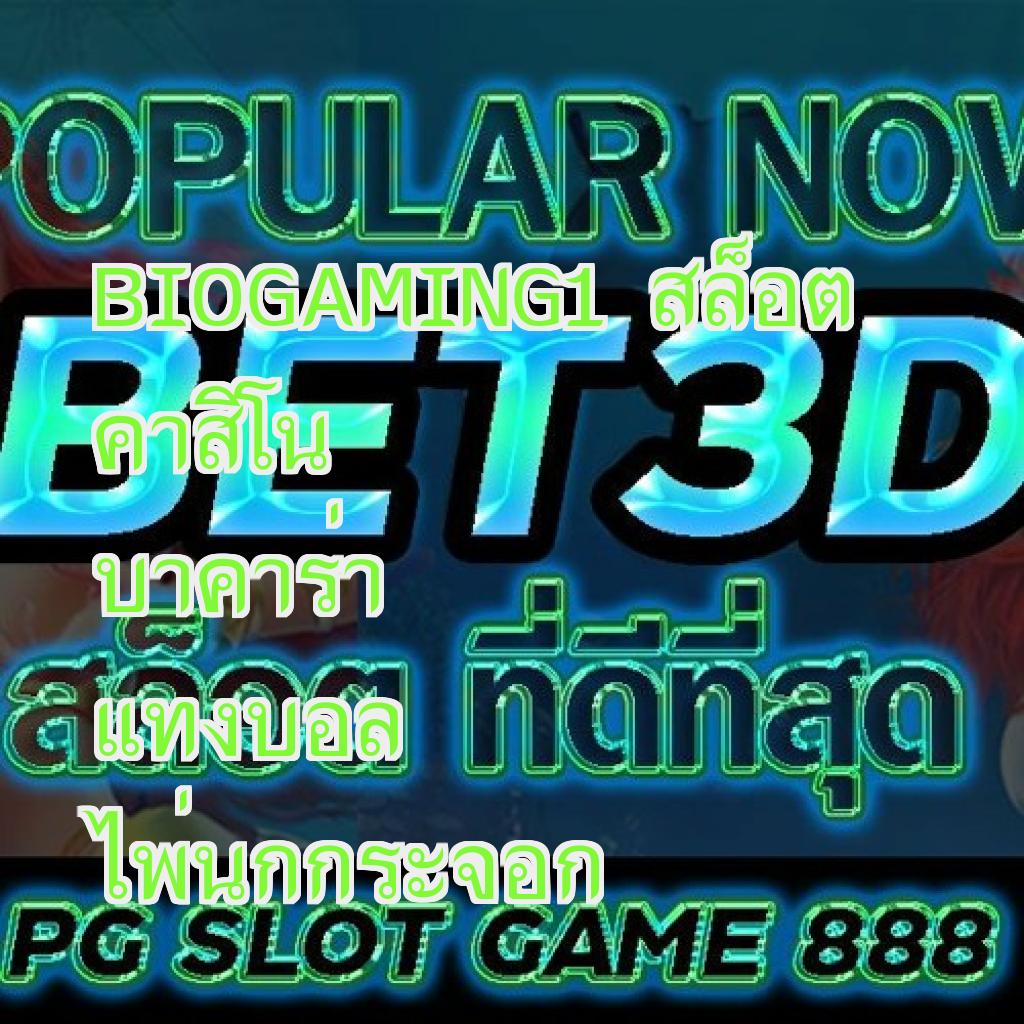 POPULAR NOW
BIOGAMING1 สล็อต
BET3D
คาสิโน
บาคาร่า
สล็อต ที่ดีที่สุด
แทงบอล
ไพ่นกกระจอก
PG SLOT GAME 888